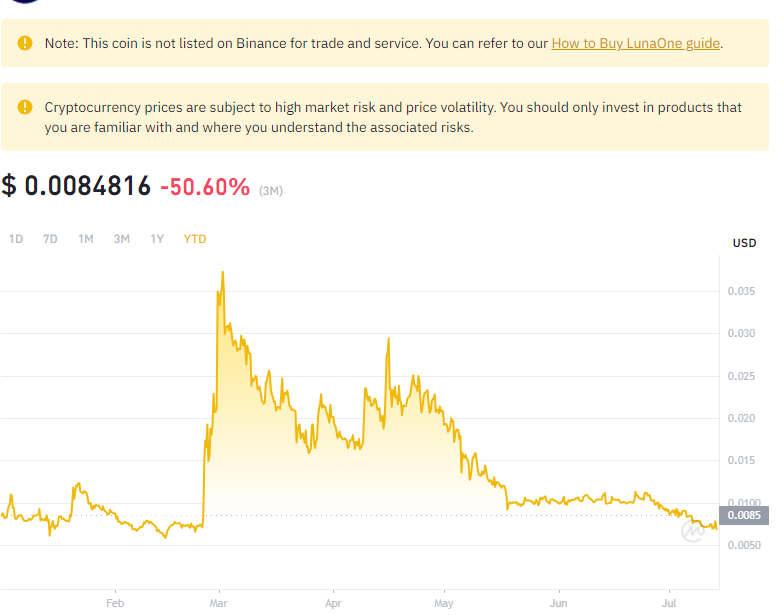 Note: This coin is not listed on Binance for trade and service. You can refer to our How to Buy LunaOne guide.
Cryptocurrency prices are subject to high market risk and price volatility. You should only invest in products that
you are familiar with and where you understand the associated risks.
$ 0.0084816 -50.60% (3M)
1D 7D 1M 3M 1Y YTD
USD
0.035
0.030
0.025
0.020
0.015
0.0100
0.0085
0.0050
Feb Mar Apr May Jun Jul